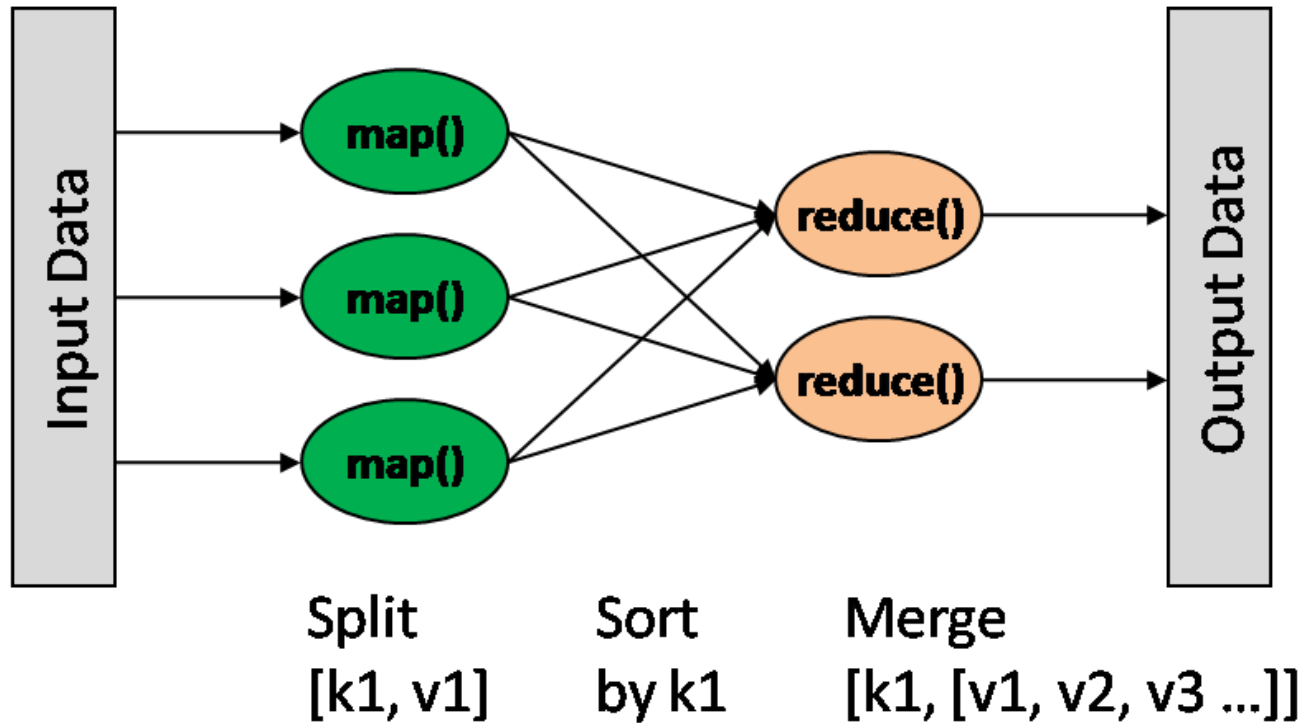 Input Data
map()
map()
map()
reduce()
reduce()
Output Data
Split
[k1, v1]
Sort
by k1
Merge
[k1, [v1, v2, v3 …]]